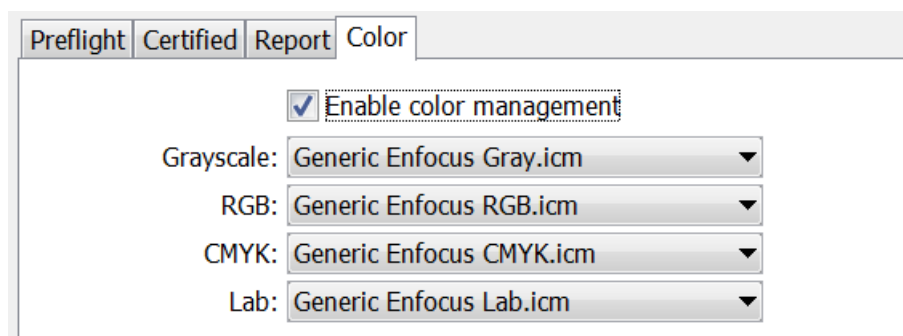 Preflight Certified Report Color
Enable color management
Grayscale: Generic Enfocus Gray.icm
RGB: Generic Enfocus RGB.icm
CMYK: Generic Enfocus CMYK.icm
Lab: Generic Enfocus Lab.icm